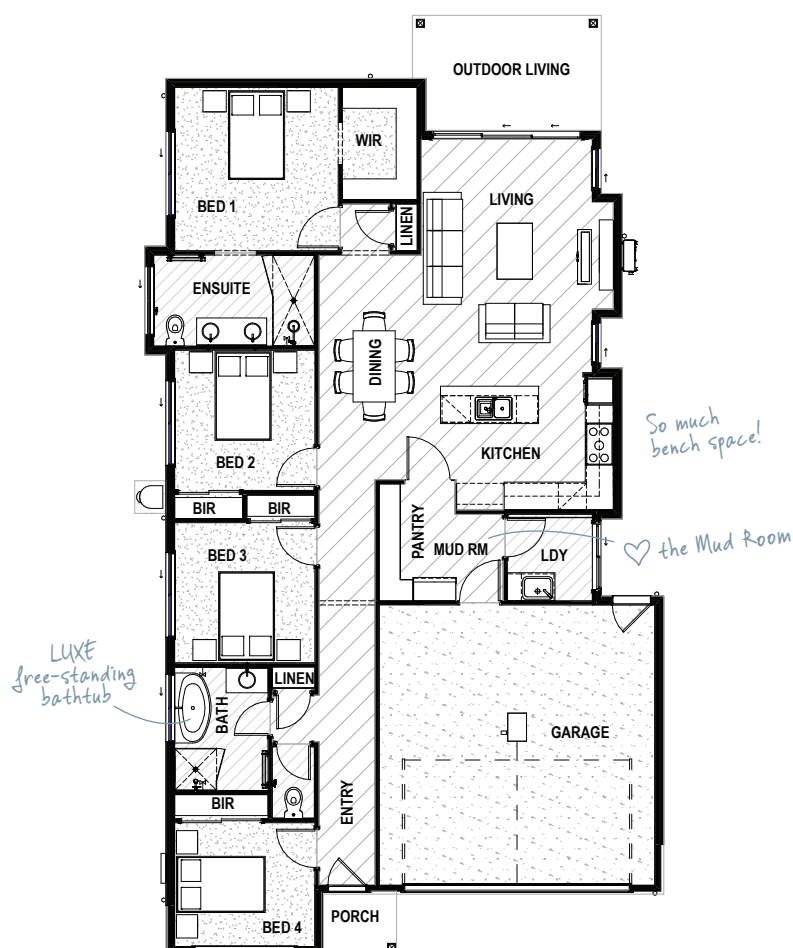 OUTDOOR LIVING
WIR
BED 1
LINEN
LIVING
ENSUITE
DINING
BED 2
KITCHEN
So much
bench space!
BIR
BIR
PANTRY
MUD RM
LDY
the Mud Room
BED 3
LUXE
free-standing
bathtub
LINEN
BATH
GARAGE
BIR
ENTRY
BED 4
PORCH